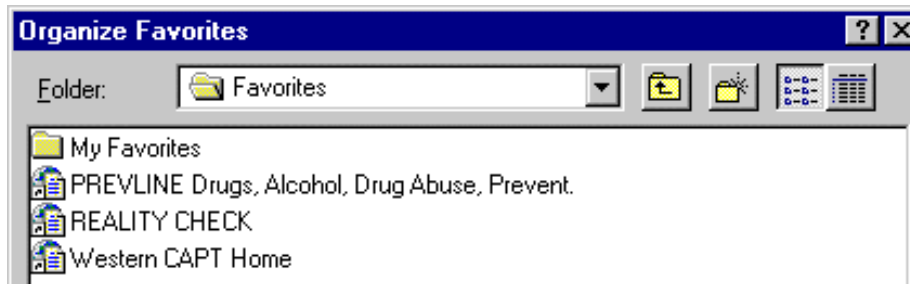 Organize Favorites
Folder: Favorites
My Favorites
PREVLINE Drugs, Alcohol, Drug Abuse, Prevent.
REALITY CHECK
Western CAPT Home